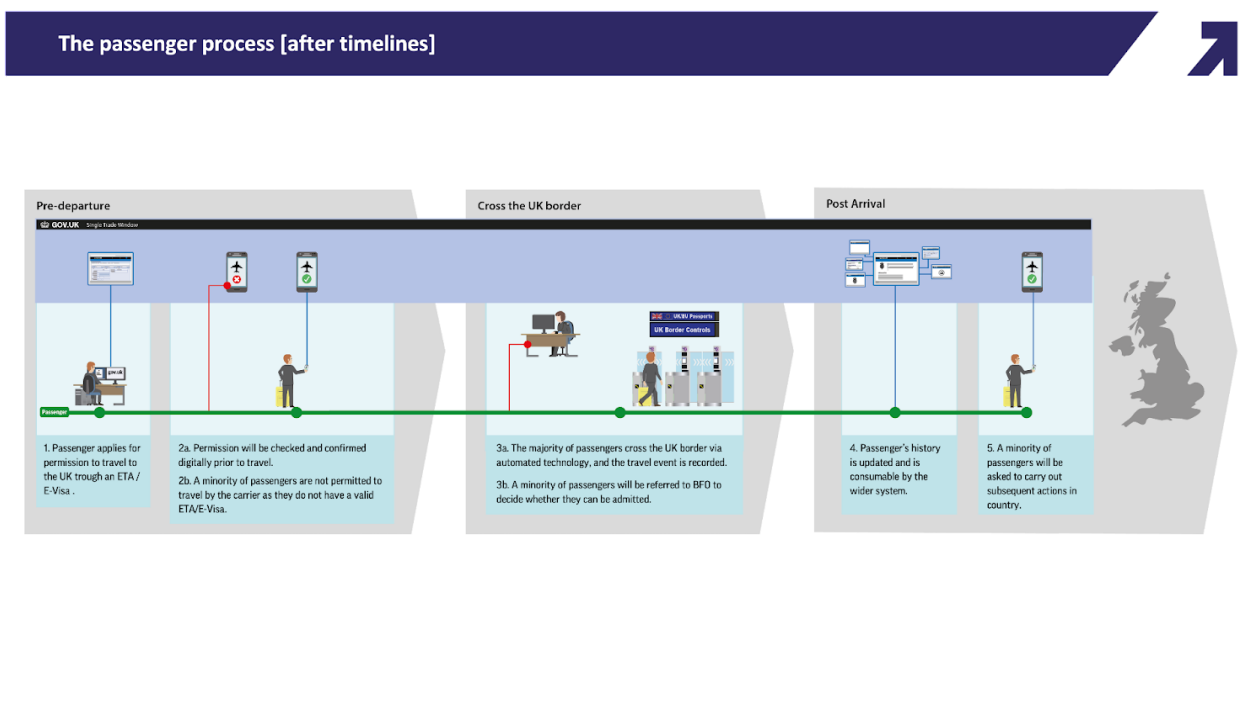 The passenger process [after timelines]
Pre-departure
Cross the UK border
Post Arrival
GOV.UK Single Trade Window
UK/EU Passports
UK Border Controls
gov.uk
Passenger
1. Passenger applies for
permission to travel to
the UK trough an ETA /
E-Visa .
2a. Permission will be checked and confirmed
digitally prior to travel.
2b. A minority of passengers are not permitted to
travel by the carrier as they do not have a valid
ETA/E-Visa.
3a. The majority of passengers cross the UK border via
automated technology, and the travel event is recorded.
3b. A minority of passengers will be referred to BFO to
decide whether they can be admitted.
4. Passenger's history
is updated and is
consumable by the
wider system.
5. A minority of
passengers will be
asked to carry out
subsequent actions in
country.